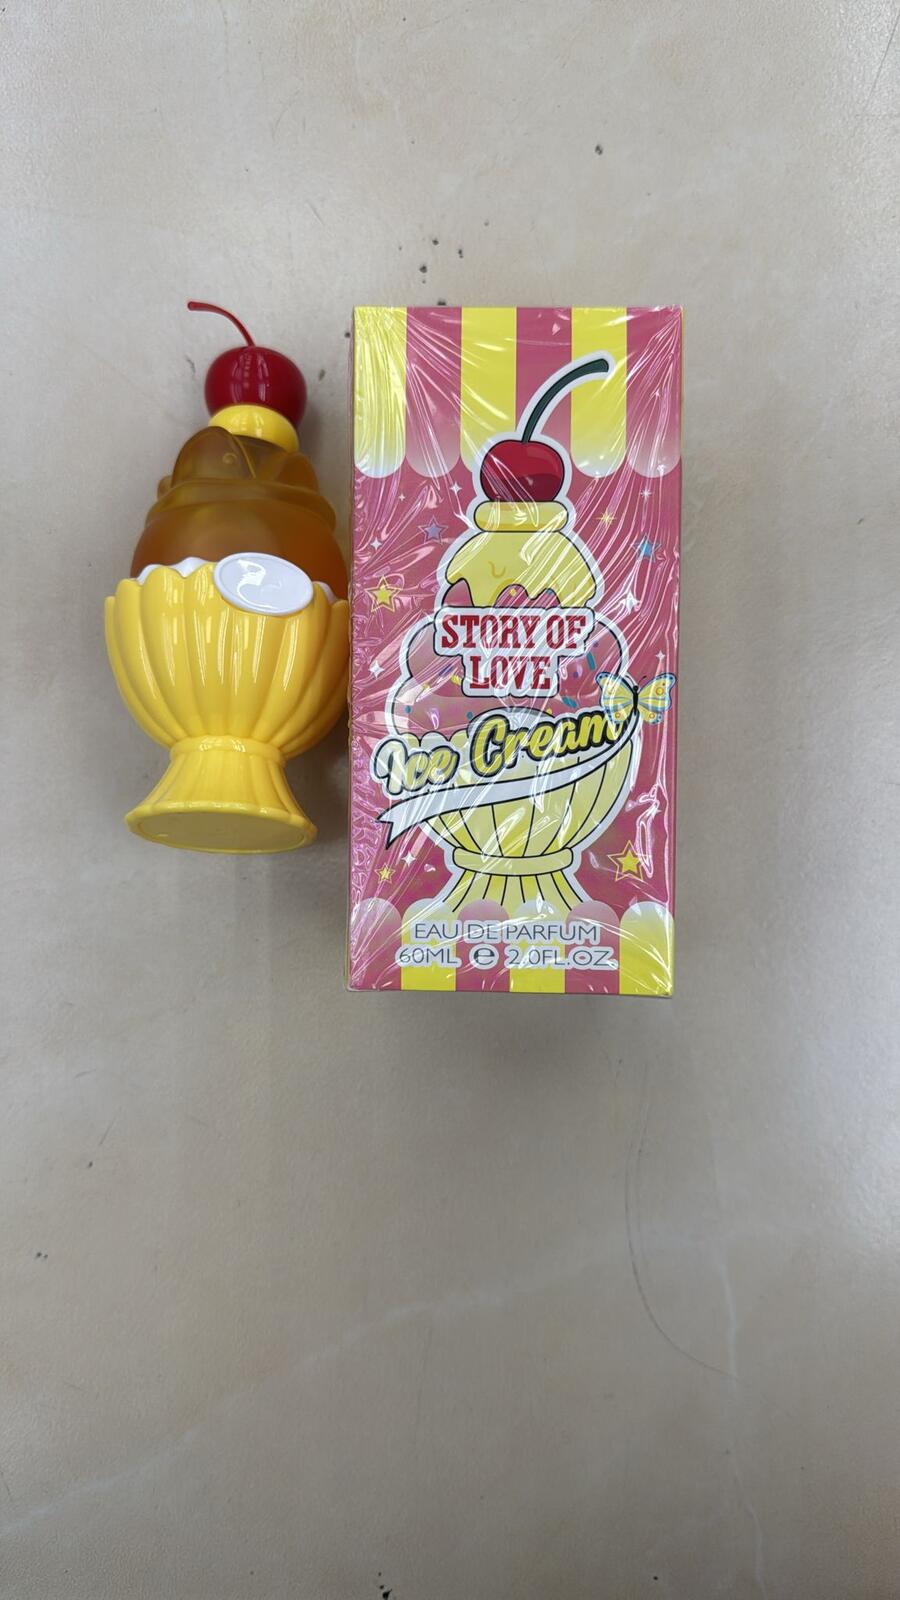 STORY OF
LOVE
Ice Cream
EAU DE PARFUM
60ML e 2.0FL.OZ.